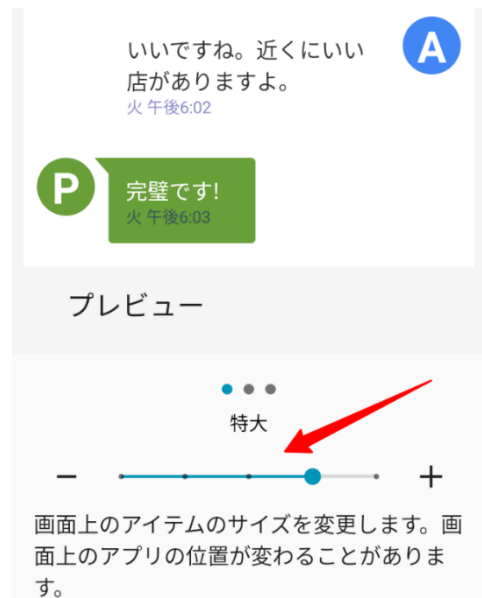 いいですね。近くにいい
店がありますよ。
火 午後6:02
A
P
完璧です!
火 午後6:03
プレビュー
特大
画面上のアイテムのサイズを変更します。画
面上のアプリの位置が変わることがありま
す。